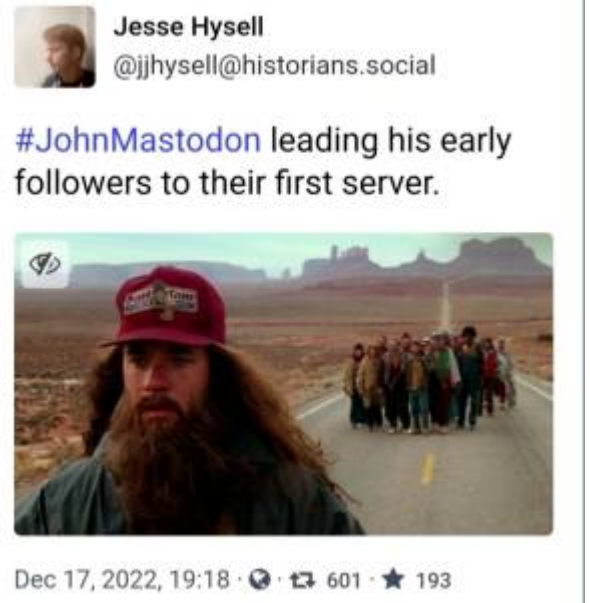 Jesse Hysell
@jjhysell@historians.social
#JohnMastodon leading his early
followers to their first server.
Dec 17, 2022, 19:18 · 601 · 193